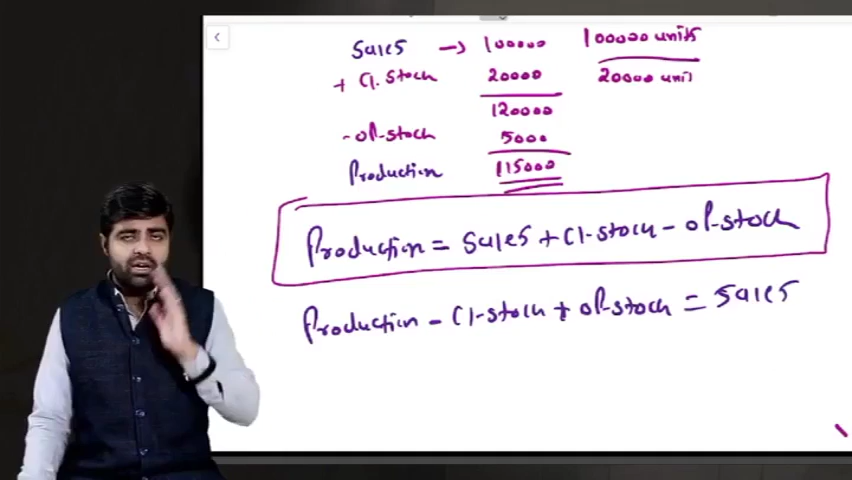 Sales → 100000 100000 units
+ Cl. Stock 20000 20000 unit
120000
- op-stock 5000
Production 115000
Production = Sales + Cl-stock - op-stock
Production - Cl-stock + op-stock = Sales